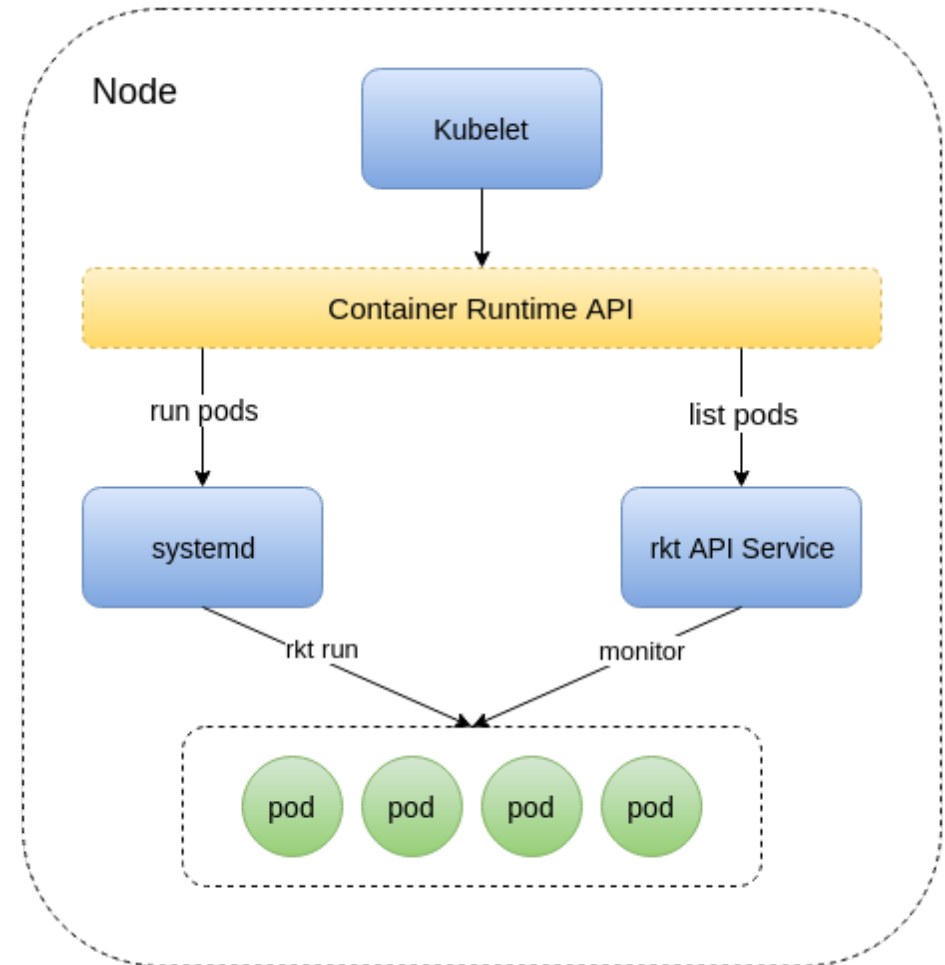 Node
Kubelet
Container Runtime API
run pods
list pods
systemd
rkt API Service
rkt run
monitor
pod
pod
pod
pod